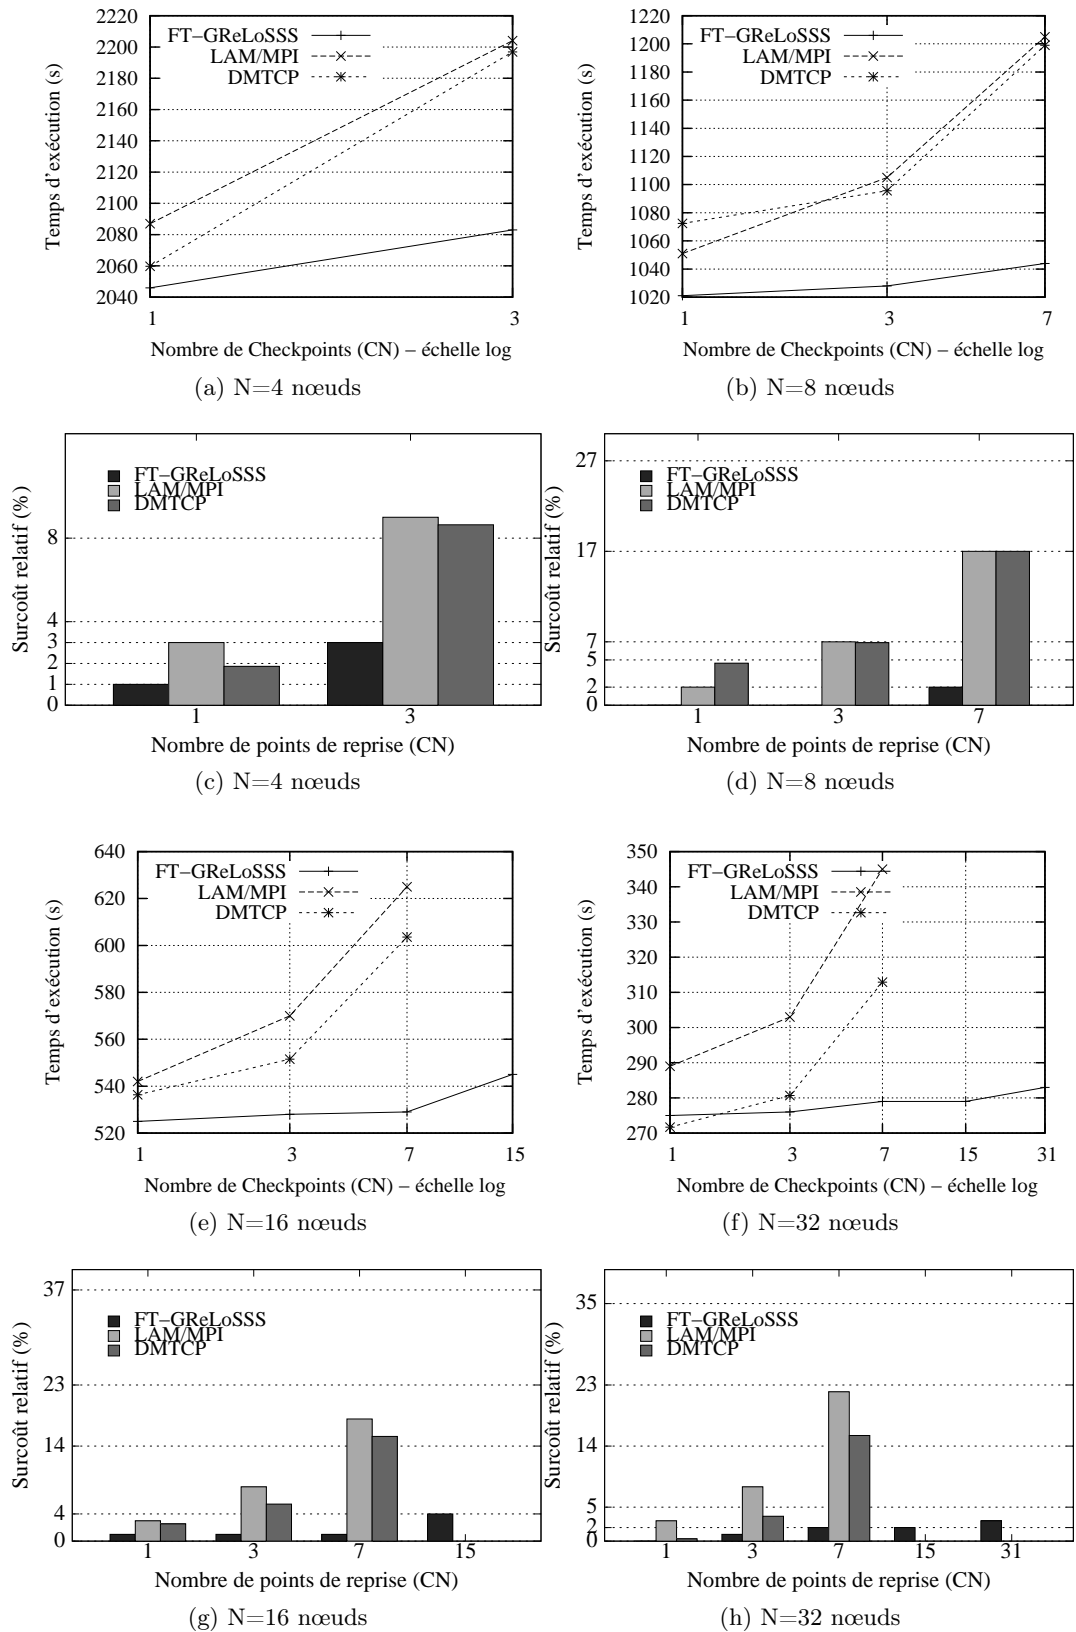 2220
2200
2180
2160
2140
2120
2100
2080
2060
2040
Temps d'exécution (s)
FT−GReLoSSS
LAM/MPI
DMTCP
1 3
Nombre de Checkpoints (CN) – échelle log
(a) N=4 nœuds
1200
1220
1180
1160
1140
1120
1100
1080
1060
1040
1020
Temps d'exécution (s)
FT−GReLoSSS
LAM/MPI
DMTCP
1 3 7
Nombre de Checkpoints (CN) – échelle log
(b) N=8 nœuds
8
4
3
2
1
0
Surcoût relatif (%)
FT−GReLoSSS
LAM/MPI
DMTCP
1 3
Nombre de points de reprise (CN)
(c) N=4 nœuds
27
17
7
5
2
0
Surcoût relatif (%)
FT−GReLoSSS
LAM/MPI
DMTCP
1 3 7
Nombre de points de reprise (CN)
(d) N=8 nœuds
640
620
600
580
560
540
520
Temps d'exécution (s)
FT−GReLoSSS
LAM/MPI
DMTCP
1 3 7 15
Nombre de Checkpoints (CN) – échelle log
(e) N=16 nœuds
350
340
330
320
310
300
290
280
270
Temps d'exécution (s)
FT−GReLoSSS
LAM/MPI
DMTCP
1 3 7 15 31
Nombre de Checkpoints (CN) – échelle log
(f) N=32 nœuds
37
23
14
4
0
Surcoût relatif (%)
FT−GReLoSSS
LAM/MPI
DMTCP
1 3 7 15
Nombre de points de reprise (CN)
(g) N=16 nœuds
35
23
14
5
2
0
Surcoût relatif (%)
FT−GReLoSSS
LAM/MPI
DMTCP
1 3 7 15 31
Nombre de points de reprise (CN)
(h) N=32 nœuds